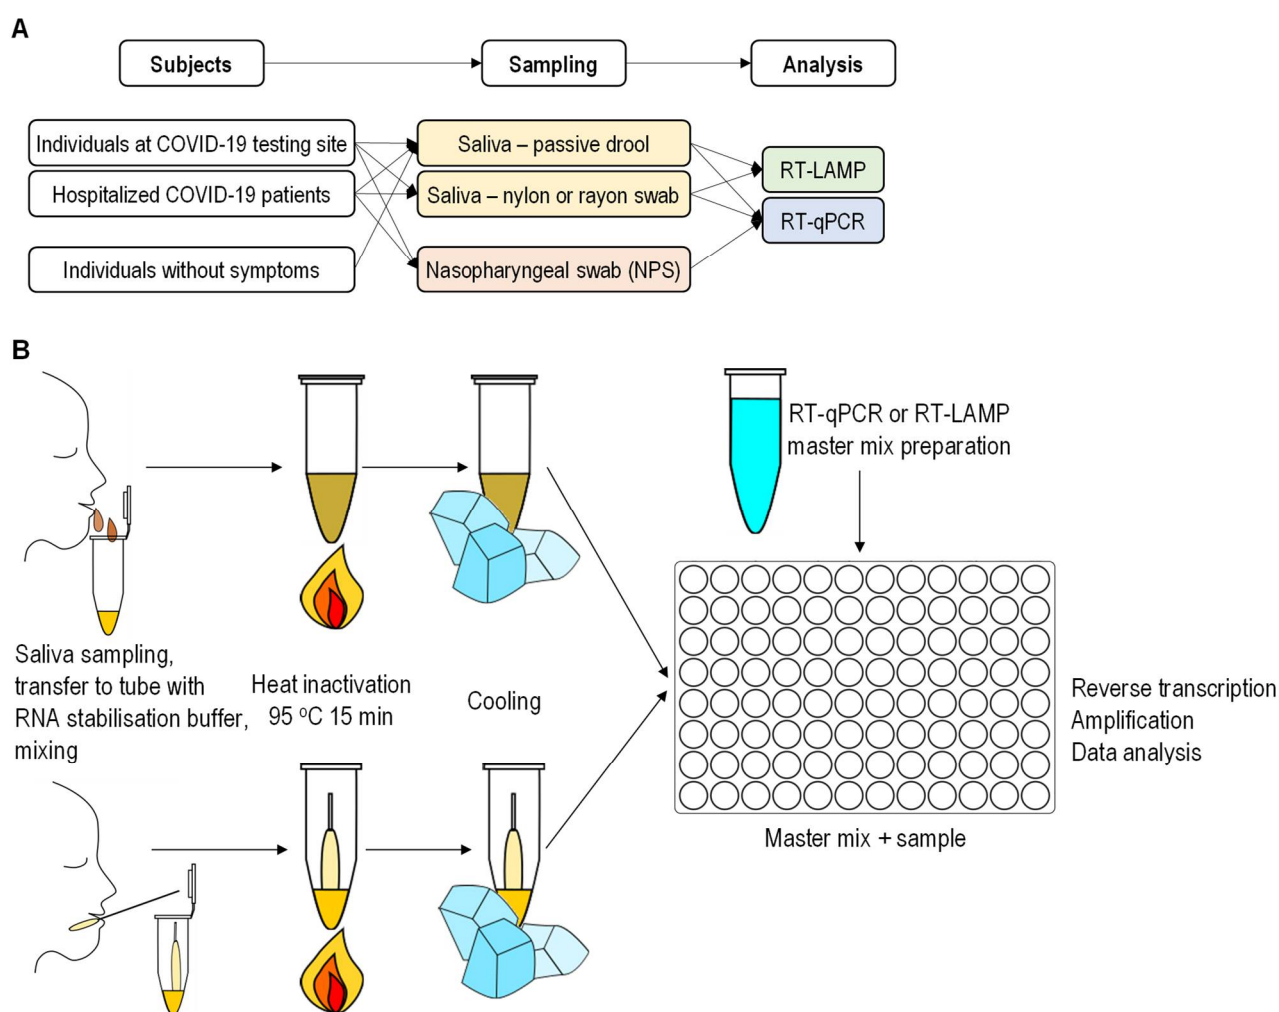 A
Subjects
Sampling
Analysis
Individuals at COVID-19 testing site
Hospitalized COVID-19 patients
Individuals without symptoms
Saliva – passive drool
Saliva – nylon or rayon swab
Nasopharyngeal swab (NPS)
RT-LAMP
RT-qPCR
B
RT-qPCR or RT-LAMP
master mix preparation
Saliva sampling,
transfer to tube with
RNA stabilisation buffer,
mixing
Heat inactivation
95 ºC 15 min
Cooling
Reverse transcription
Amplification
Data analysis
Master mix + sample